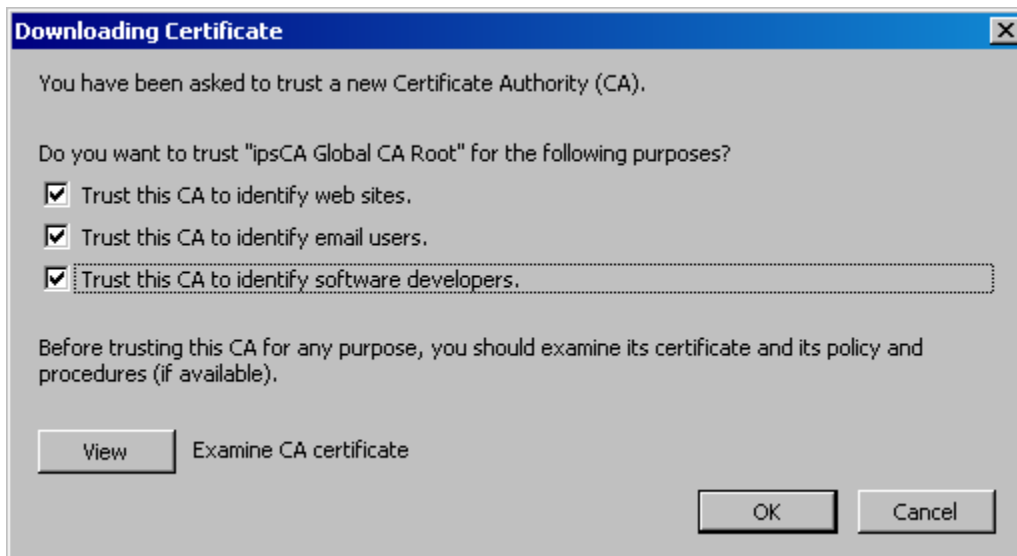 Downloading Certificate
You have been asked to trust a new Certificate Authority (CA).
Do you want to trust "ipsCA Global CA Root" for the following purposes?
Trust this CA to identify web sites.
Trust this CA to identify email users.
Trust this CA to identify software developers.
Before trusting this CA for any purpose, you should examine its certificate and its policy and
procedures (if available).
View Examine CA certificate
OK Cancel